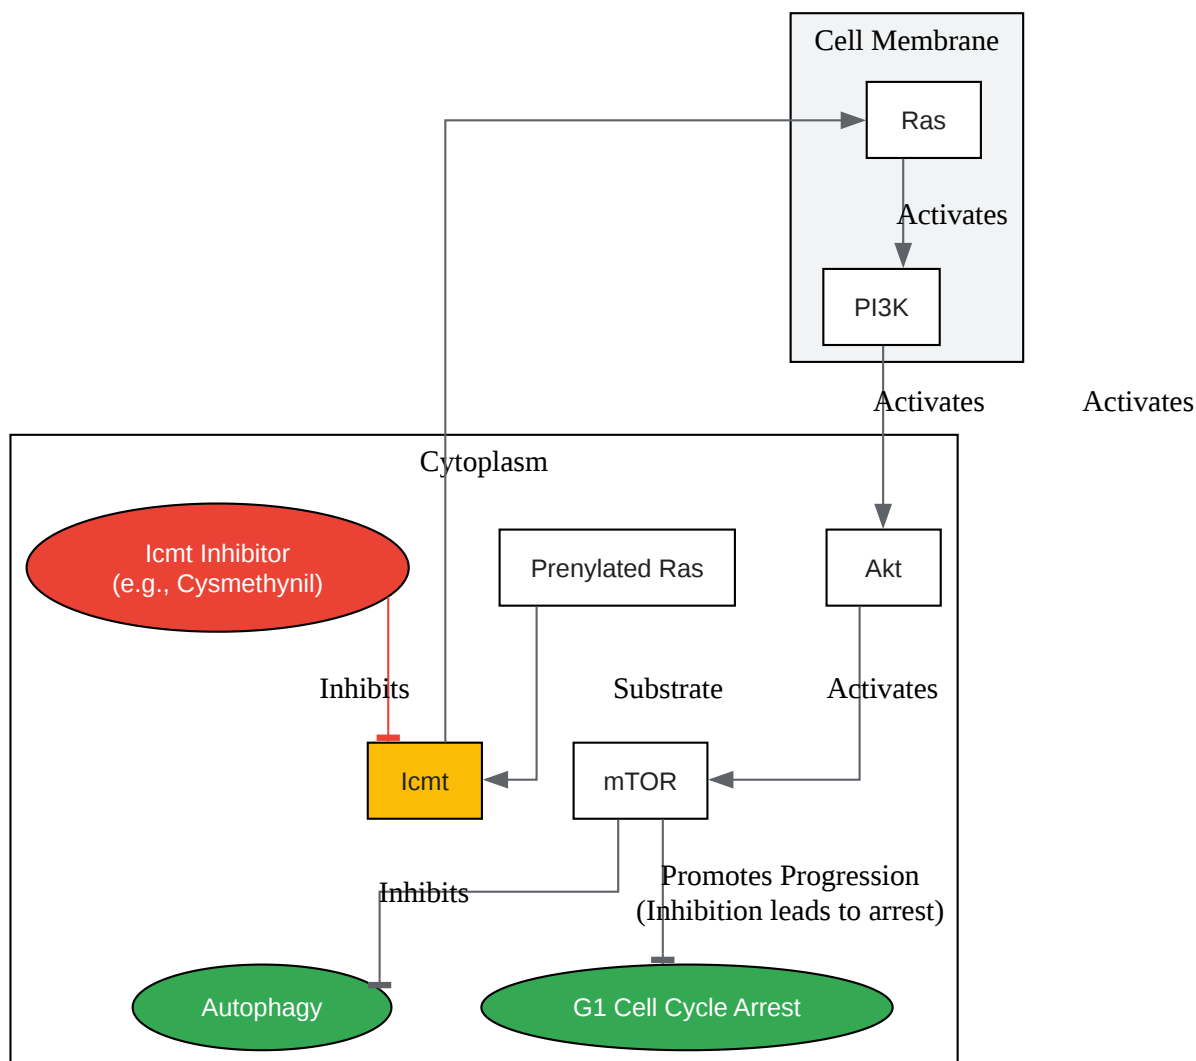 Cell Membrane
Ras
Activates
PI3K
Activates
Activates
Cytoplasm
Icmt Inhibitor
(e.g., Cysmethynil)
Prenylated Ras
Akt
Inhibits
Substrate
Activates
Icmt
mTOR
Inhibits
Promotes Progression
(Inhibition leads to arrest)
Autophagy
G1 Cell Cycle Arrest